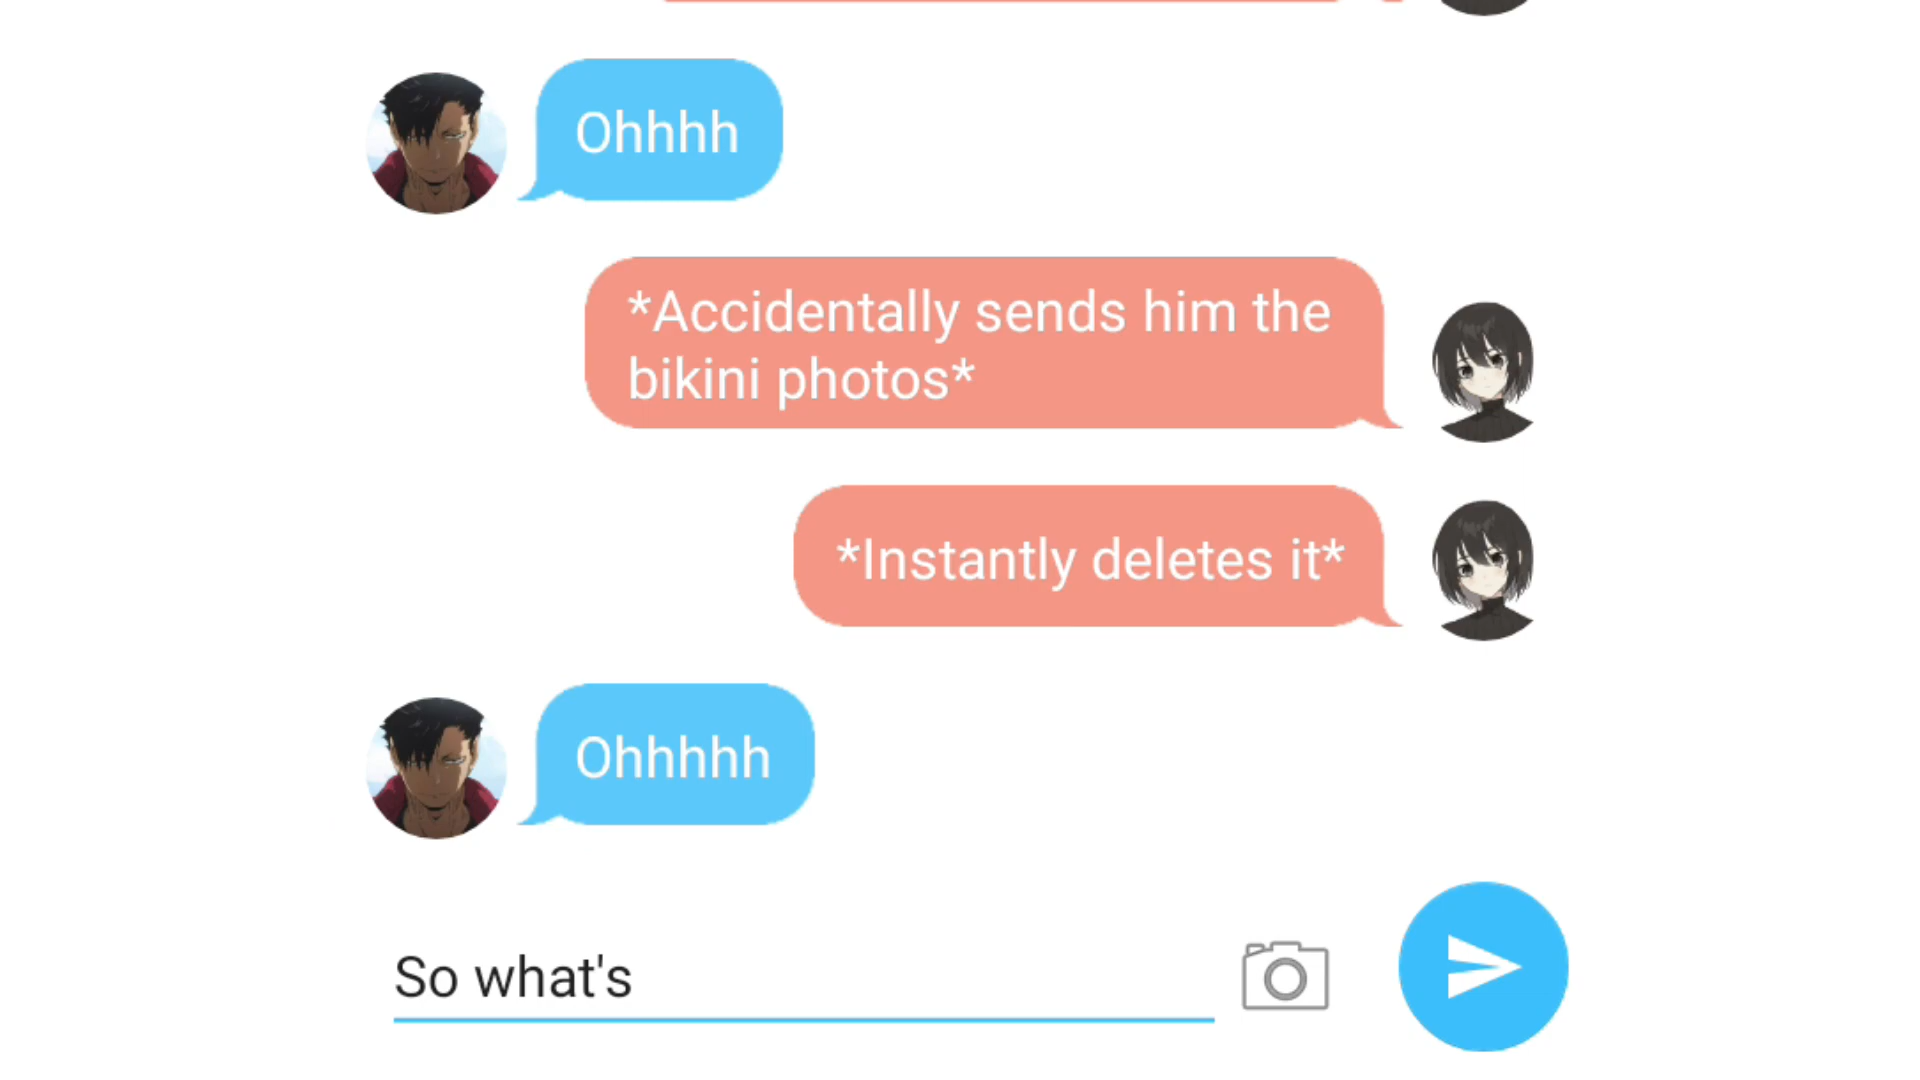 Ohhhh
*Accidentally sends him the
bikini photos*
*Instantly deletes it*
Ohhhhh
So what's